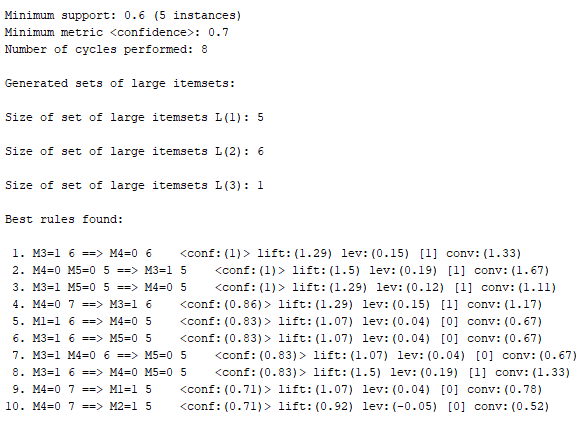 Minimum support: 0.6 (5 instances)
Minimum metric <confidence>: 0.7
Number of cycles performed: 8
Generated sets of large itemsets:
Size of set of large itemsets L(1): 5
Size of set of large itemsets L(2): 6
Size of set of large itemsets L(3): 1
Best rules found:
1. M3=1 6 ==> M4=0 6 <conf:(1)> lift:(1.29) lev:(0.15) [1] conv:(1.33)
2. M4=0 M5=0 5 ==> M3=1 5 <conf:(1)> lift:(1.5) lev:(0.19) [1] conv:(1.67)
3. M3=1 M5=0 5 ==> M4=0 5 <conf:(1)> lift:(1.29) lev:(0.12) [1] conv:(1.11)
4. M4=0 7 ==> M3=1 6 <conf:(0.86)> lift:(1.29) lev:(0.15) [1] conv:(1.17)
5. M1=1 6 ==> M4=0 5 <conf:(0.83)> lift:(1.07) lev:(0.04) [0] conv:(0.67)
6. M3=1 6 ==> M5=0 5 <conf:(0.83)> lift:(1.07) lev:(0.04) [0] conv:(0.67)
7. M3=1 M4=0 6 ==> M5=0 5 <conf:(0.83)> lift:(1.07) lev:(0.04) [0] conv:(0.67)
8. M3=1 6 ==> M4=0 M5=0 5 <conf:(0.83)> lift:(1.5) lev:(0.19) [1] conv:(1.33)
9. M4=0 7 ==> M1=1 5 <conf:(0.71)> lift:(1.07) lev:(0.04) [0] conv:(0.78)
10. M4=0 7 ==> M2=1 5 <conf:(0.71)> lift:(0.92) lev:(-0.05) [0] conv:(0.52)